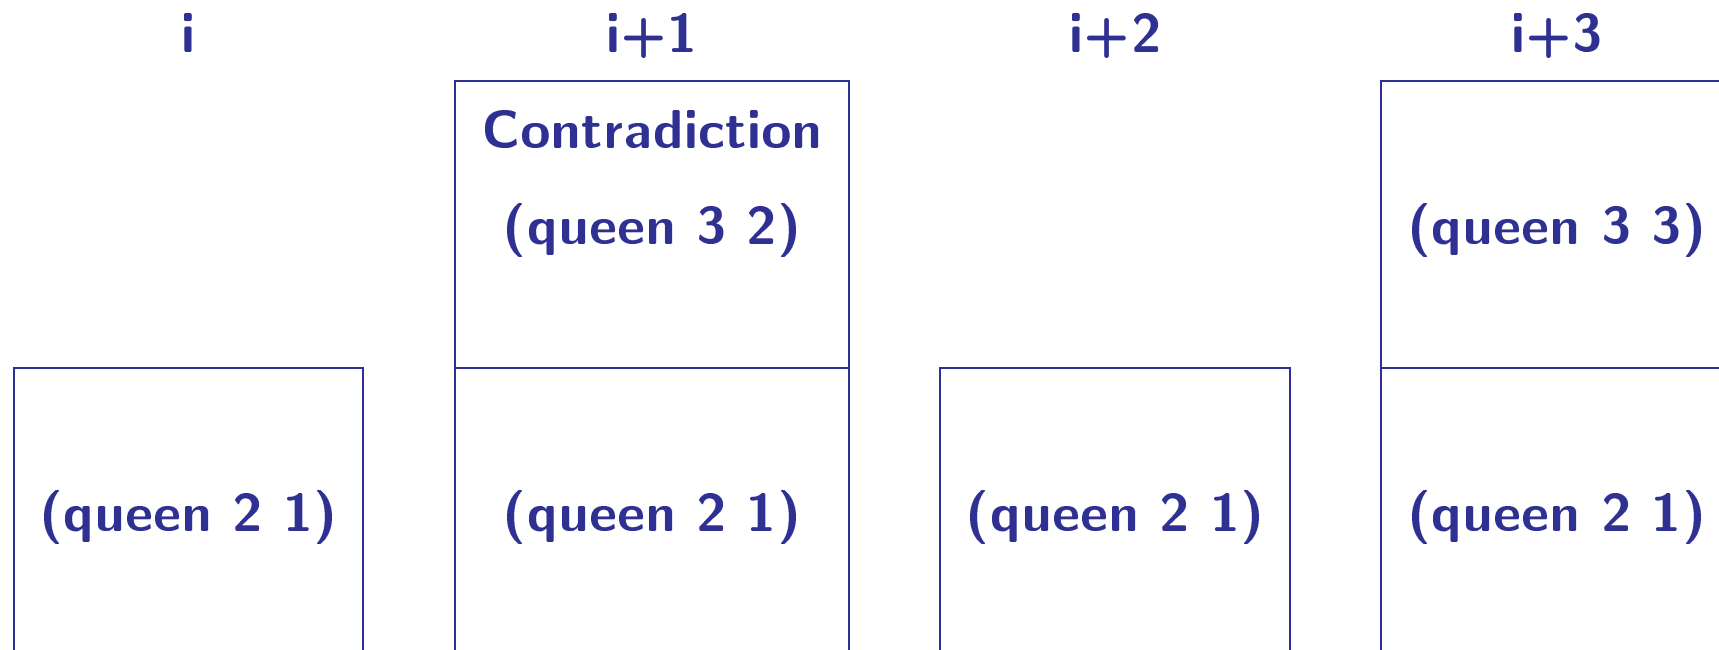 i i+1 i+2 i+3
Contradiction
(queen 3 2) (queen 3 3)
(queen 2 1) (queen 2 1) (queen 2 1) (queen 2 1)